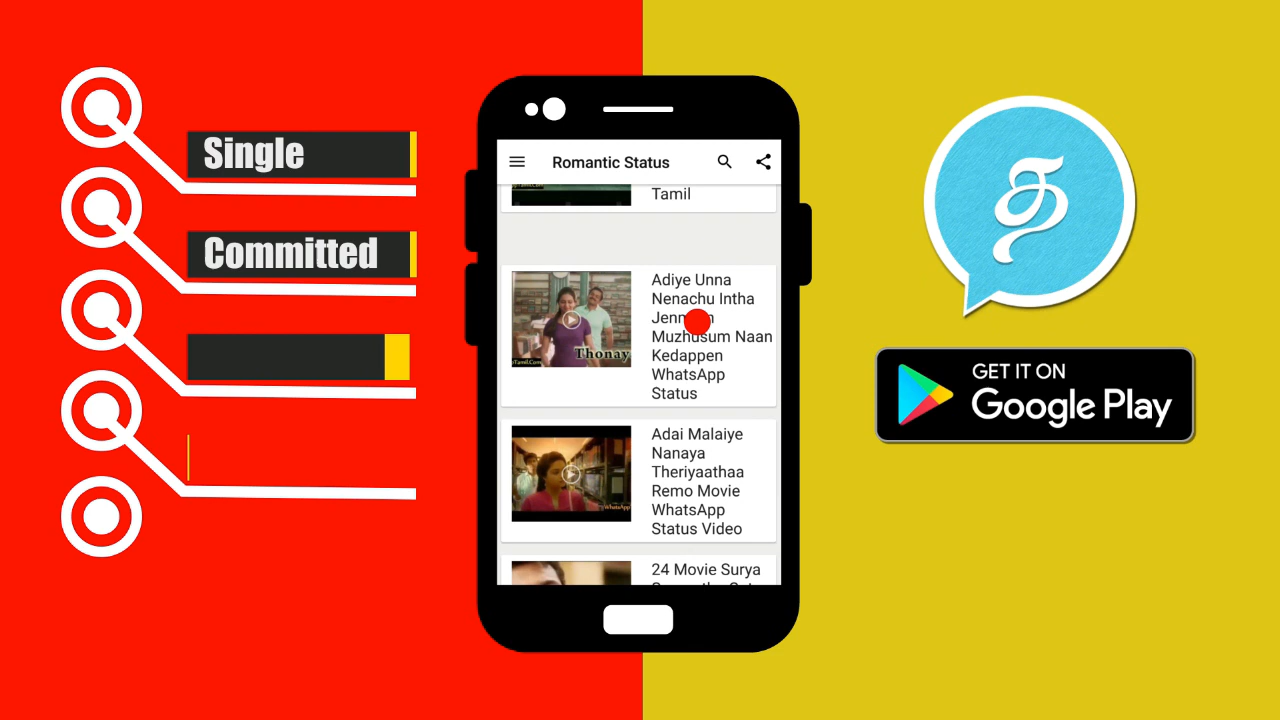 Single
Committed
Romantic Status
Tamil
Adiye Unna
Nenachu Intha
Muzhusum Naan
Kedappen
WhatsApp
Status
Thonay
Adai Malaiye
Nanaya
Theriyaathaa
Remo Movie
WhatsApp
Status Video
WhatsApp
24 Movie Surya
த
GET IT ON
Google Play